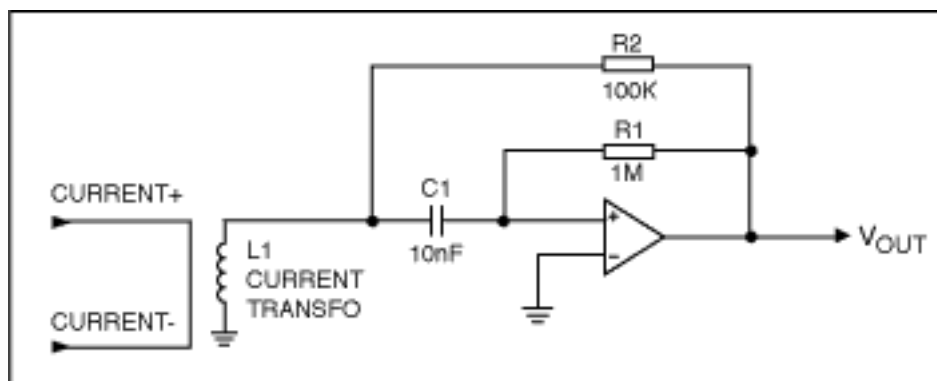 R2
100K
R1
1M
CURRENT+
C1
10nF
+
-
VOUT
L1
CURRENT
TRANSFO
CURRENT-